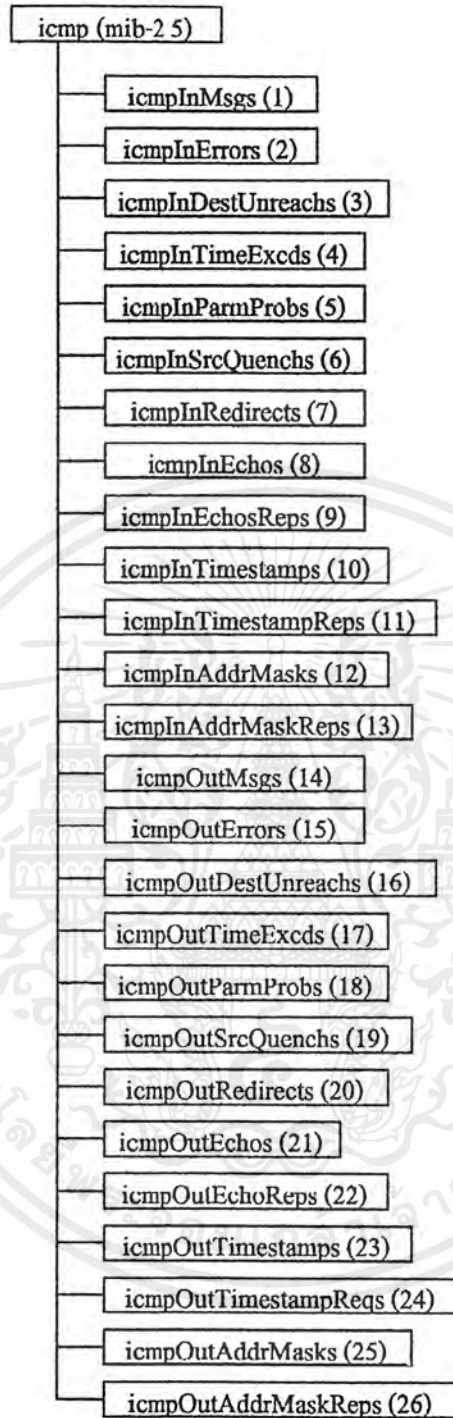 icmp (mib-2 5)
icmpInMsgs (1)
icmpInErrors (2)
icmpInDestUnreachs (3)
icmpInTimeExcds (4)
icmpInParmProbs (5)
icmpInSrcQuenchs (6)
icmpInRedirects (7)
icmpInEchos (8)
icmpInEchosReps (9)
icmpInTimestamps (10)
icmpInTimestampReps (11)
icmpInAddrMasks (12)
icmpInAddrMaskReps (13)
icmpOutMsgs (14)
icmpOutErrors (15)
icmpOutDestUnreachs (16)
icmpOutTimeExcds (17)
icmpOutParmProbs (18)
icmpOutSrcQuenchs (19)
icmpOutRedirects (20)
icmpOutEchos (21)
icmpOutEchoReps (22)
icmpOutTimestamps (23)
icmpOutTimestampReqs (24)
icmpOutAddrMasks (25)
icmpOutAddrMaskReps (26)